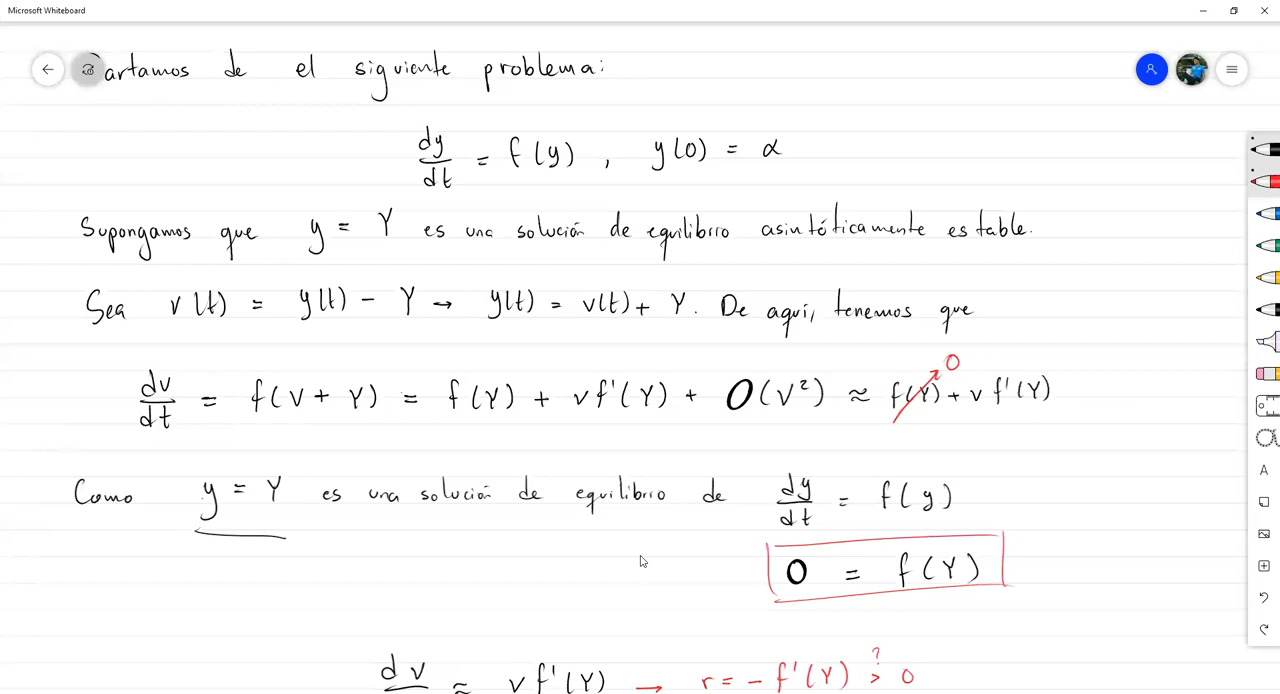 Microsoft Whiteboard
artamos de el siguiente problema:
dy/dt = f(y) , y(0) = α
Supongamos que y = Y es una solución de equilibrio asintóticamente estable.
Sea v(t) = y(t) - Y → y(t) = v(t) + Y. De aquí, tenemos que
dv/dt = f(v + Y) = f(Y) + v f'(Y) + O(v²) ≈ f(Y) + v f'(Y)
0
Como y = Y es una solución de equilibrio de dy/dt = f(y)
0 = f(Y)
dv ≈ v f'(Y) → r = - f'(Y) > 0
?
A